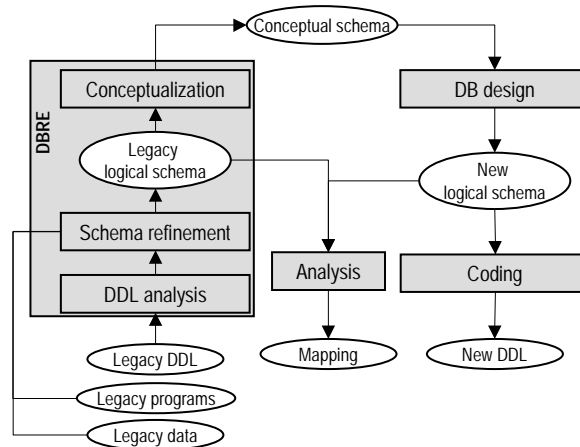 Conceptual schema
Conceptualization
DB design
DBRE
Legacy
logical schema
New
logical schema
Schema refinement
Analysis
Coding
DDL analysis
Legacy DDL
Mapping
New DDL
Legacy programs
Legacy data